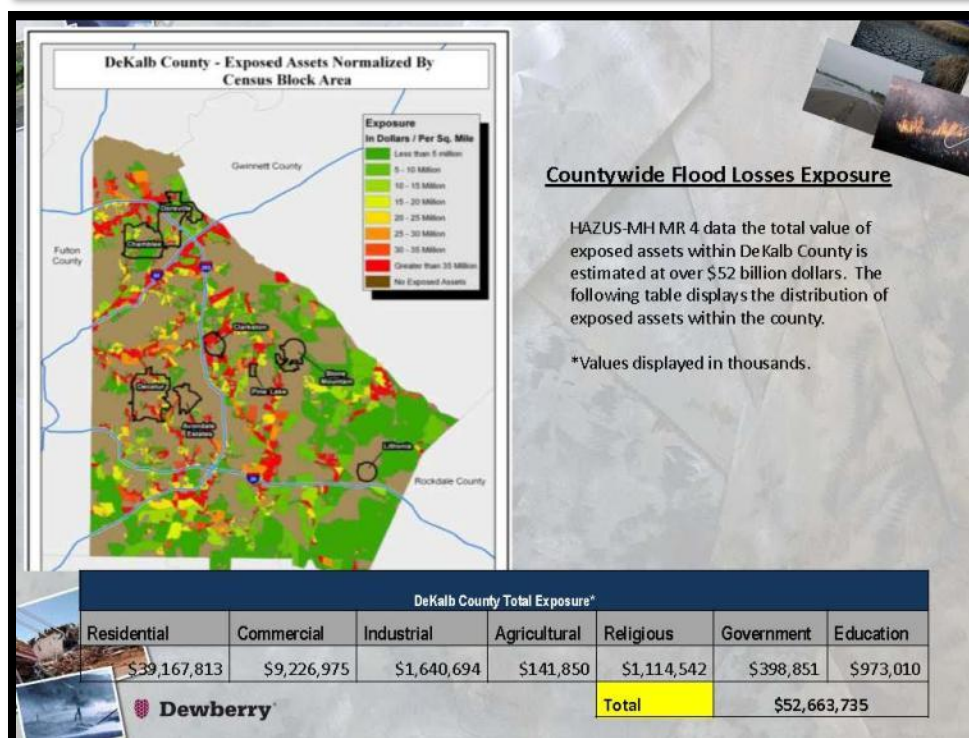 DeKalb County - Exposed Assets Normalized By
Census Block Area
Exposure
In Dollars / Per Sq. Mile
Less than 5 million
5 - 10 Million
10 - 15 Million
15 - 20 Million
20 - 25 Million
25 - 30 Million
30 - 35 Million
Greater than 35 Million
No Exposed Assets
Gwinnett County
Fulton
County
Doraville
Chamblee
Clarkston
Stone
Mountain
Pine Lake
Decatur
Avondale
Estates
Lithonia
Rockdale County
Countywide Flood Losses Exposure
HAZUS-MH MR 4 data the total value of
exposed assets within DeKalb County is
estimated at over $52 billion dollars. The
following table displays the distribution of
exposed assets within the county.
*Values displayed in thousands.
DeKalb County Total Exposure*
Residential Commercial Industrial Agricultural Religious Government Education
$39,167,813 $9,226,975 $1,640,694 $141,850 $1,114,542 $398,851 $973,010
Total $52,663,735
Dewberry